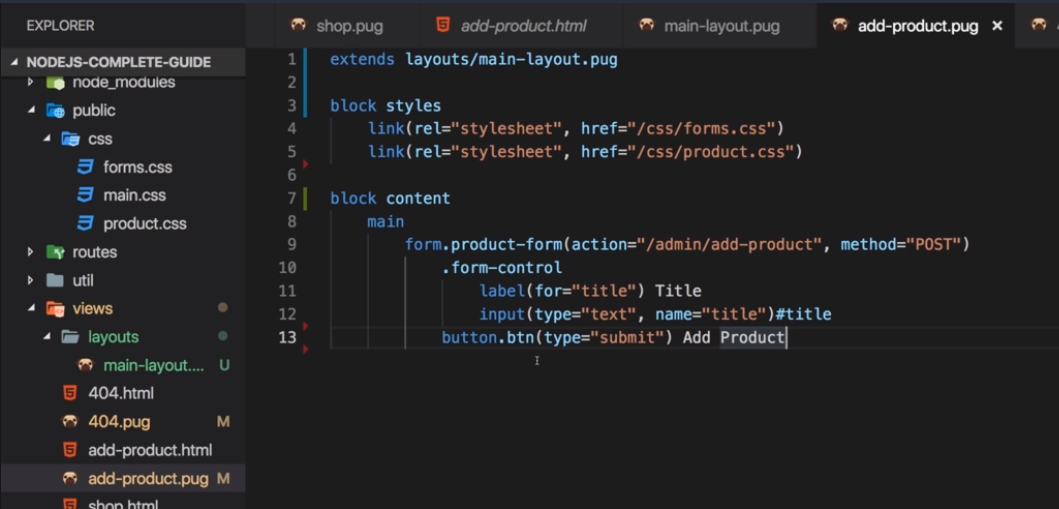 EXPLORER
shop.pug
add-product.html
main-layout.pug
add-product.pug ×
NODEJS-COMPLETE-GUIDE
node_modules
public
css
forms.css
main.css
product.css
routes
util
views
layouts
main-layout.... U
404.html
404.pug M
add-product.html
add-product.pug M
shop.html
1 extends layouts/main-layout.pug
2
3 block styles
4 link(rel="stylesheet", href="/css/forms.css")
5 link(rel="stylesheet", href="/css/product.css")
6
7 block content
8 main
9 form.product-form(action="/admin/add-product", method="POST")
10 .form-control
11 label(for="title") Title
12 input(type="text", name="title")#title
13 button.btn(type="submit") Add Product